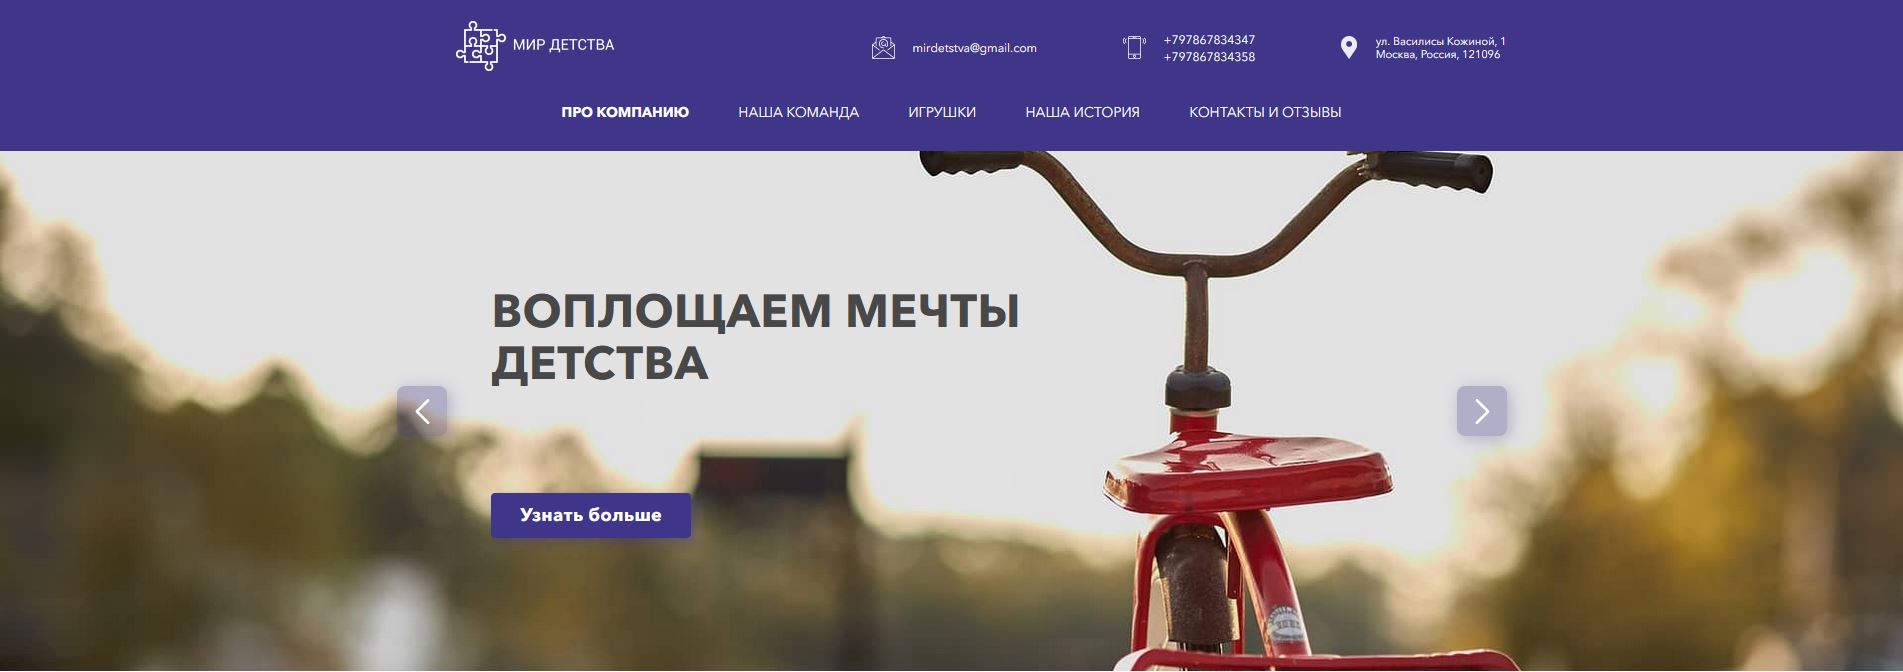 МИР ДЕТСТВА
mirdetstva@gmail.com
+797867834347
+797867834358
ул. Василисы Кожиной, 1
Москва, Россия, 121096
ПРО КОМПАНИЮ НАША КОМАНДА ИГРУШКИ НАША ИСТОРИЯ КОНТАКТЫ И ОТЗЫВЫ
ВОПЛОЩАЕМ МЕЧТЫ
ДЕТСТВА
Узнать больше